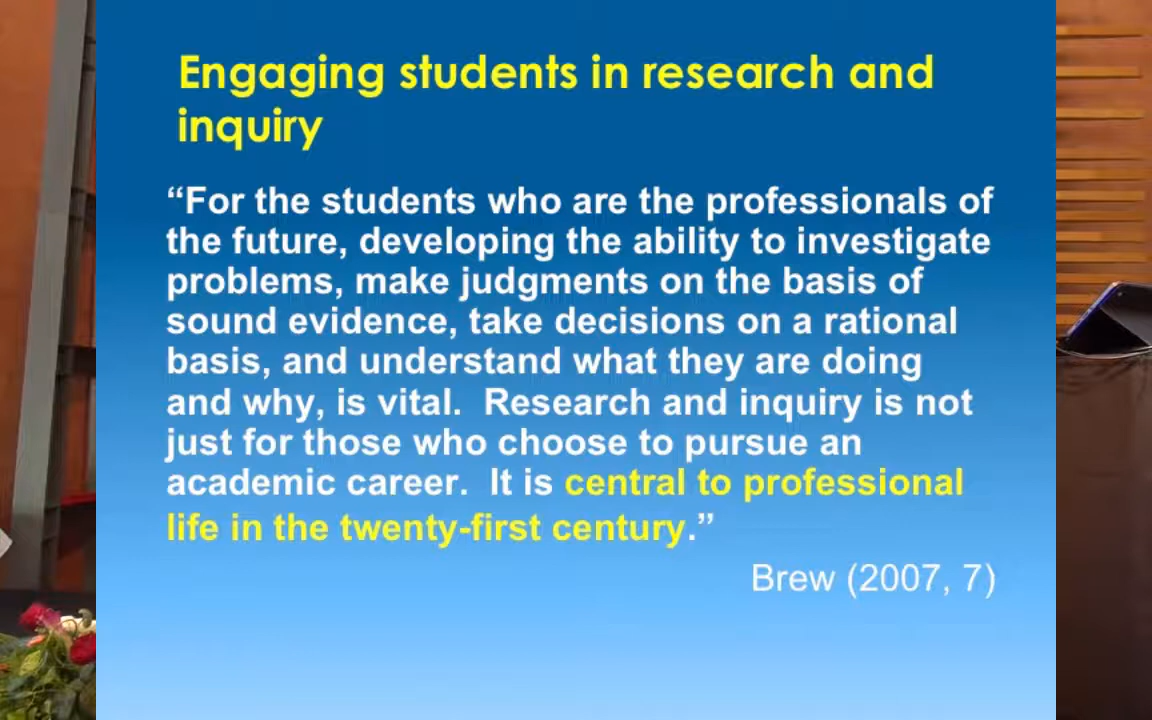 Engaging students in research and
inquiry
“For the students who are the professionals of
the future, developing the ability to investigate
problems, make judgments on the basis of
sound evidence, take decisions on a rational
basis, and understand what they are doing
and why, is vital.  Research and inquiry is not
just for those who choose to pursue an
academic career.  It is central to professional
life in the twenty-first century.”
Brew (2007, 7)